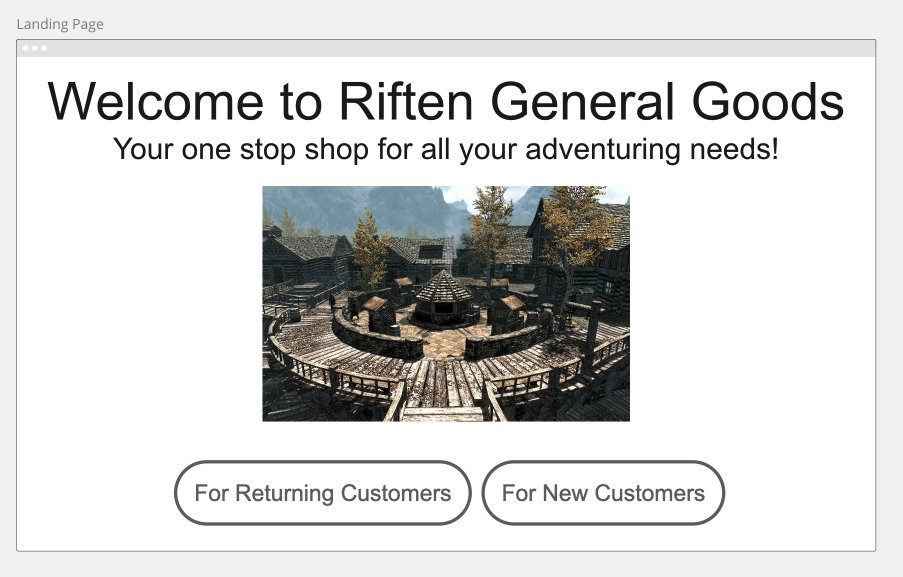 Landing Page
Welcome to Riften General Goods
Your one stop shop for all your adventuring needs!
For Returning Customers
For New Customers